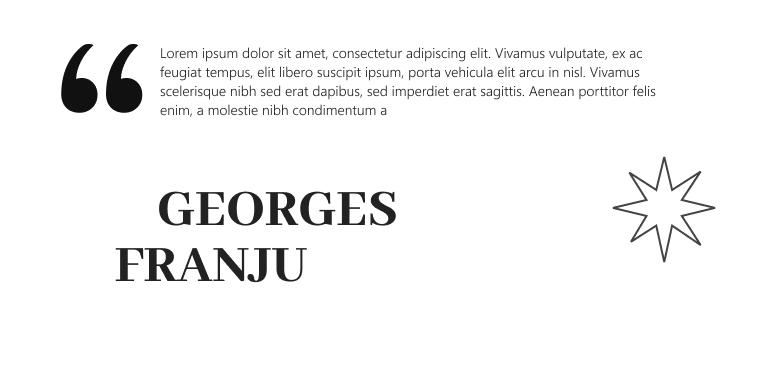 Lorem ipsum dolor sit amet, consectetur adipiscing elit. Vivamus vulputate, ex ac
feugiat tempus, elit libero suscipit ipsum, porta vehicula elit arcu in nisl. Vivamus
scelerisque nibh sed erat dapibus, sed imperdiet erat sagittis. Aenean porttitor felis
enim, a molestie nibh condimentum a
GEORGES
FRANJU